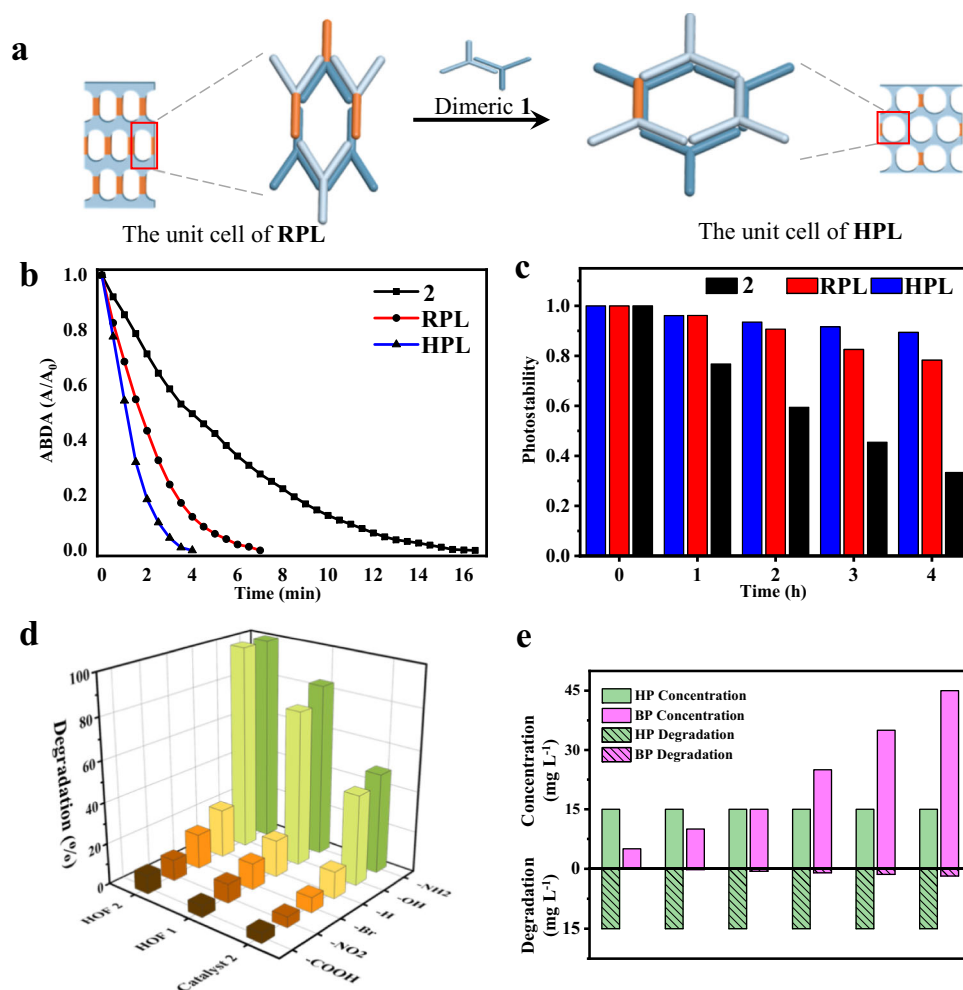 a
Dimeric 1
The unit cell of RPL
The unit cell of HPL
b
1.0
0.8
0.6
0.4
0.2
0.0
ABDA (A/A0)
2
RPL
HPL
0 2 4 6 8 10 12 14 16
Time (min)
c
2 RPL HPL
1.0
0.8
0.6
0.4
0.2
0.0
Photostability
0 1 2 3 4
Time (h)
d
100
80
60
40
20
0
Degradation (%)
HOF 2
HOF 1
Catalyst 2
-NH2
-OH
-H
-Br
-NO2
-COOH
e
HP Concentration
BP Concentration
HP Degradation
BP Degradation
45
30
15
0
15
Concentration
(mg L-1)
Degradation
(mg L-1)